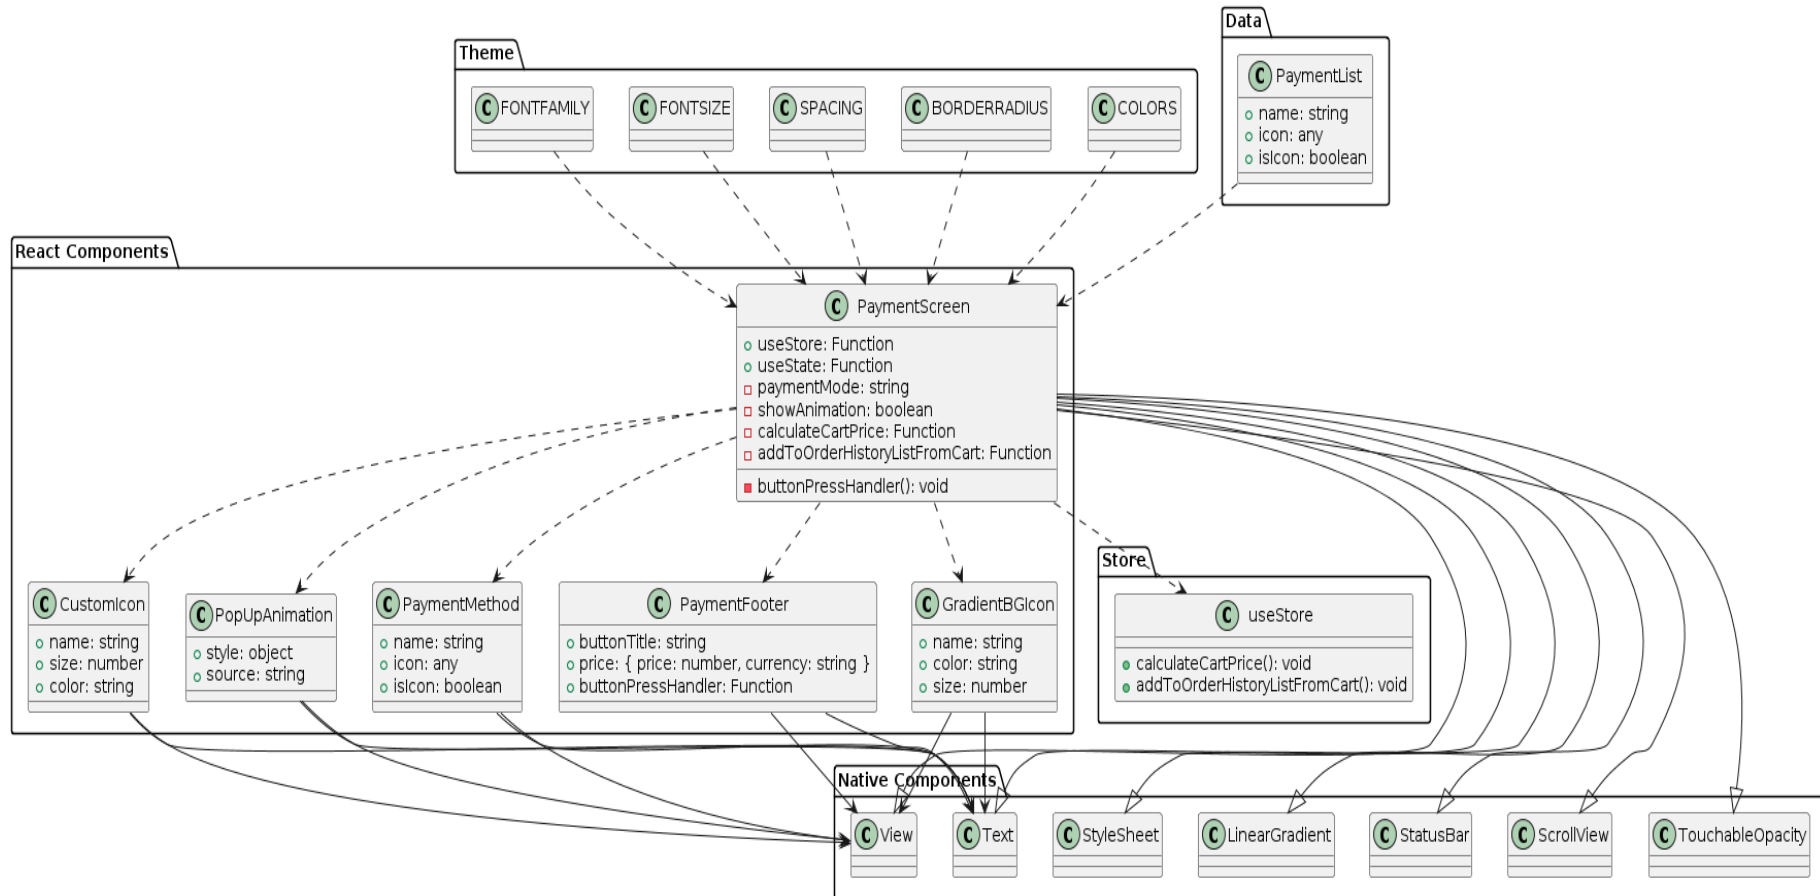 Data
C PaymentList
name: string
icon: any
isIcon: boolean
Theme
C FONTFAMILY
C FONTSIZE
C SPACING
C BORDERRADIUS
C COLORS
React Components
C PaymentScreen
useStore: Function
useState: Function
paymentMode: string
showAnimation: boolean
calculateCartPrice: Function
addToOrderHistoryListFromCart: Function
buttonPressHandler(): void
C CustomIcon
name: string
size: number
color: string
C PopUpAnimation
style: object
source: string
C PaymentMethod
name: string
icon: any
isIcon: boolean
C PaymentFooter
buttonTitle: string
price: { price: number, currency: string }
buttonPressHandler: Function
C GradientBGIcon
name: string
color: string
size: number
Store
C useStore
calculateCartPrice(): void
addToOrderHistoryListFromCart(): void
Native Components
C View
C Text
C StyleSheet
C LinearGradient
C StatusBar
C ScrollView
C TouchableOpacity